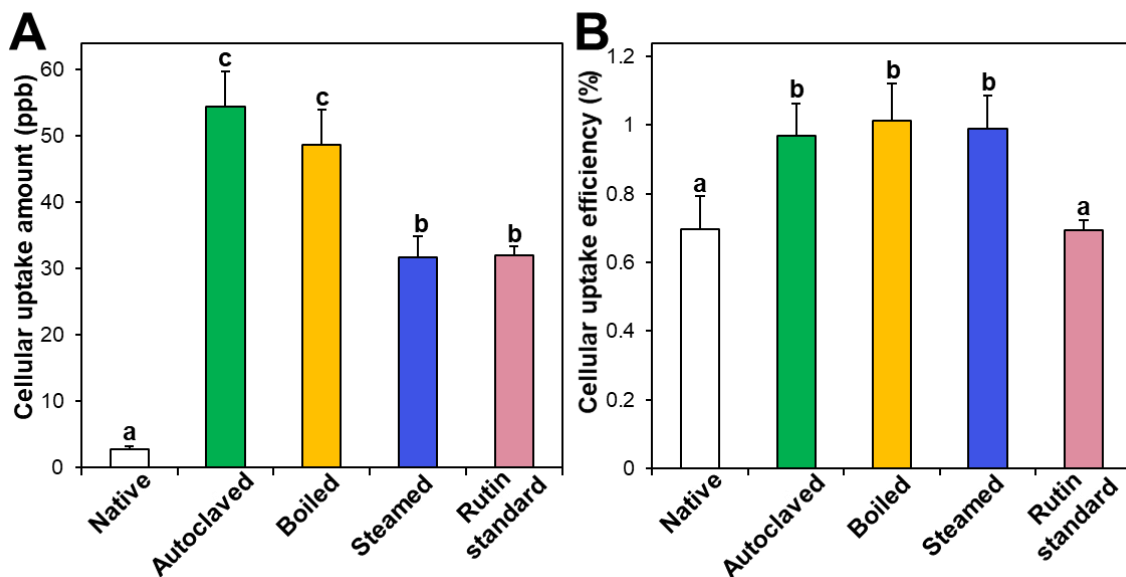 A
Cellular uptake amount (ppb)
60
50
40
30
20
10
0
a
c
c
b
b
Native
Autoclaved
Boiled
Steamed
Rutin
standard
B
Cellular uptake efficiency (%)
1.2
1
0.8
0.6
0.4
0.2
0
a
b
b
b
a
Native
Autoclaved
Boiled
Steamed
Rutin
standard